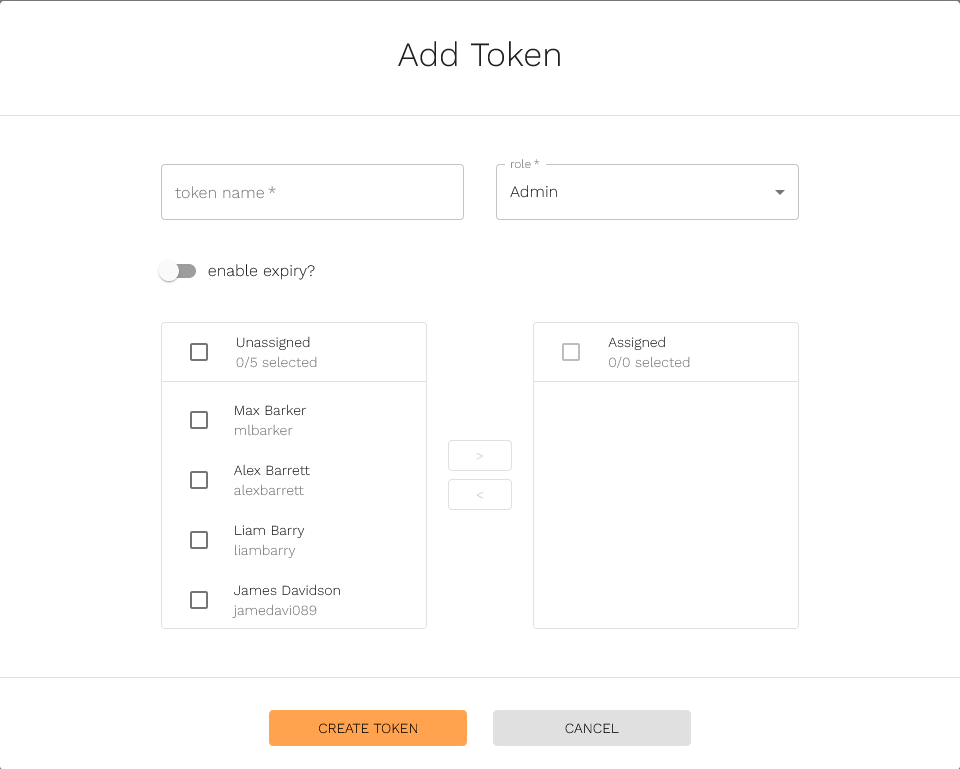 Add Token
token name *
role *
Admin
enable expiry?
Unassigned
0/5 selected
Max Barker
mlbarker
Alex Barrett
alexbarrett
Liam Barry
liambarry
James Davidson
jamedavi089
>
<
Assigned
0/0 selected
CREATE TOKEN
CANCEL